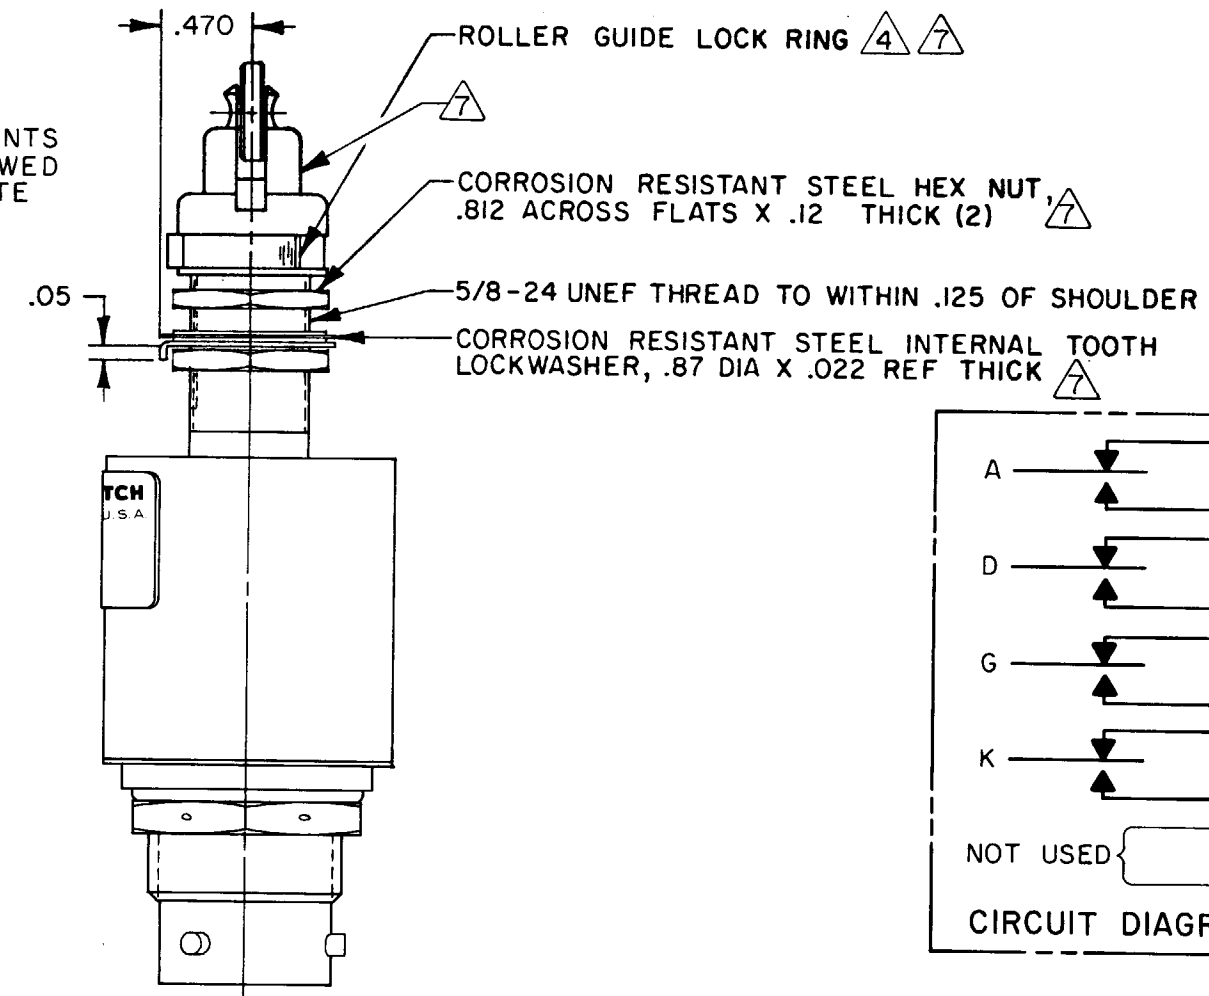 .470
ROLLER GUIDE LOCK RING 4 7
7
NTS
WED
TE
CORROSION RESISTANT STEEL HEX NUT,
.812 ACROSS FLATS X .12 THICK (2) 7
.05
5/8-24 UNEF THREAD TO WITHIN .125 OF SHOULDER
CORROSION RESISTANT STEEL INTERNAL TOOTH
LOCKWASHER, .87 DIA X .022 REF THICK 7
TCH
U.S.A.
A
D
G
K
NOT USED
CIRCUIT DIAGR